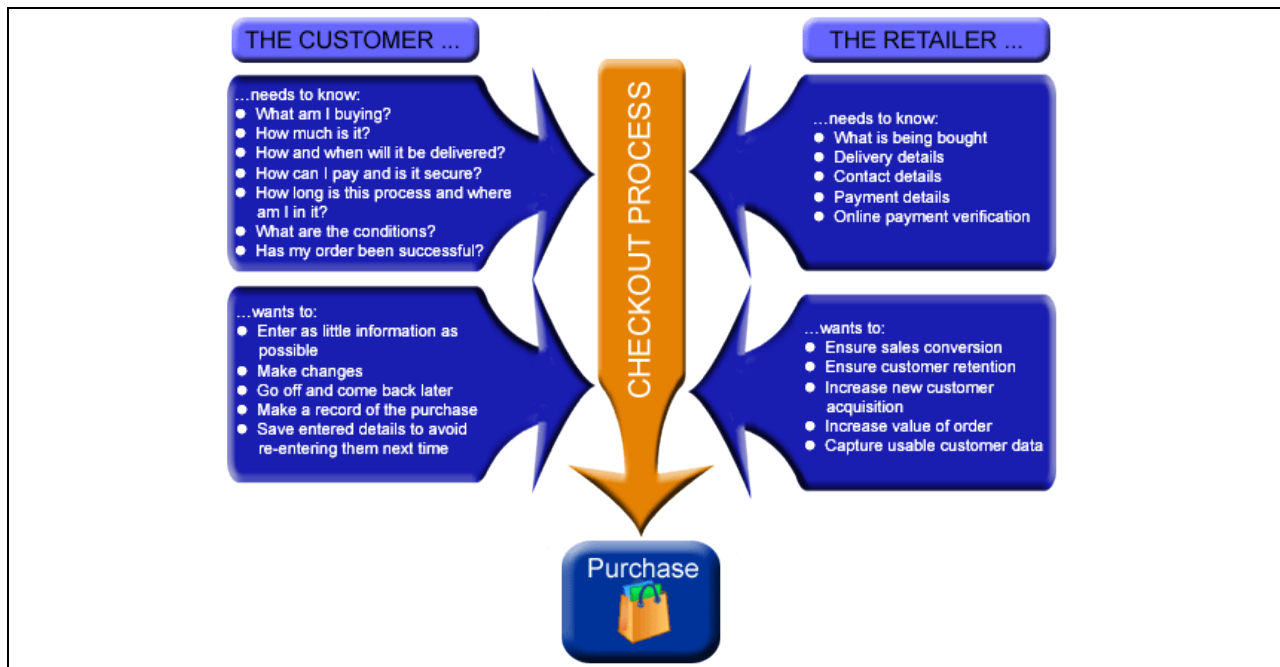 THE CUSTOMER ...
...needs to know:
What am I buying?
How much is it?
How and when will it be delivered?
How can I pay and is it secure?
How long is this process and where
am I in it?
What are the conditions?
Has my order been successful?
...wants to:
Enter as little information as
possible
Make changes
Go off and come back later
Make a record of the purchase
Save entered details to avoid
re-entering them next time
CHECKOUT PROCESS
THE RETAILER ...
...needs to know:
What is being bought
Delivery details
Contact details
Payment details
Online payment verification
...wants to:
Ensure sales conversion
Ensure customer retention
Increase new customer
acquisition
Increase value of order
Capture usable customer data
Purchase